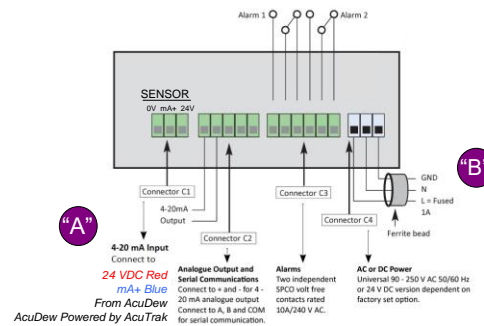 Alarm 1
Alarm 2
SENSOR
0V mA+ 24V
"B"
GND
N
L = Fused
1A
Ferrite bead
Connector C1
4-20mA
Output
Connector C2
Connector C3
Connector C4
"A"
4-20 mA Input
Connect to
24 VDC Red
mA+ Blue
From AcuDew
AcuDew Powered by AcuTrak
Analogue Output and
Serial Communications
Connect to + and - for 4 -
20 mA analogue output
Connect to A, B and COM
for serial communication.
Alarms
Two independent
SPCO volt free
contacts rated
10A/240 V AC.
AC or DC Power
Universal 90 - 250 V AC 50/60 Hz
or 24 V DC version dependent on
factory set option.